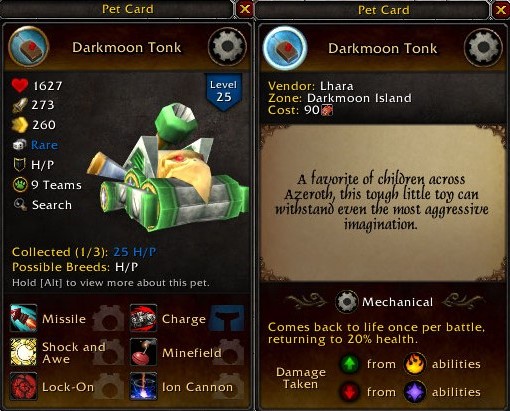 Pet Card
Darkmoon Tonk
1627
273
260
Rare
H/P
9 Teams
Search
Level
25
Collected (1/3): 25 H/P
Possible Breeds: H/P
Hold [Alt] to view more about this pet.
Missile
Charge
Shock and
Awe
Minefield
Lock-On
Ion Cannon
Pet Card
Darkmoon Tonk
Vendor: Lhara
Zone: Darkmoon Island
Cost: 90
A favorite of children across
Azeroth, this tough little toy can
withstand even the most aggressive
imagination.
Mechanical
Comes back to life once per battle,
returning to 20% health.
Damage
Taken
from abilities
from abilities